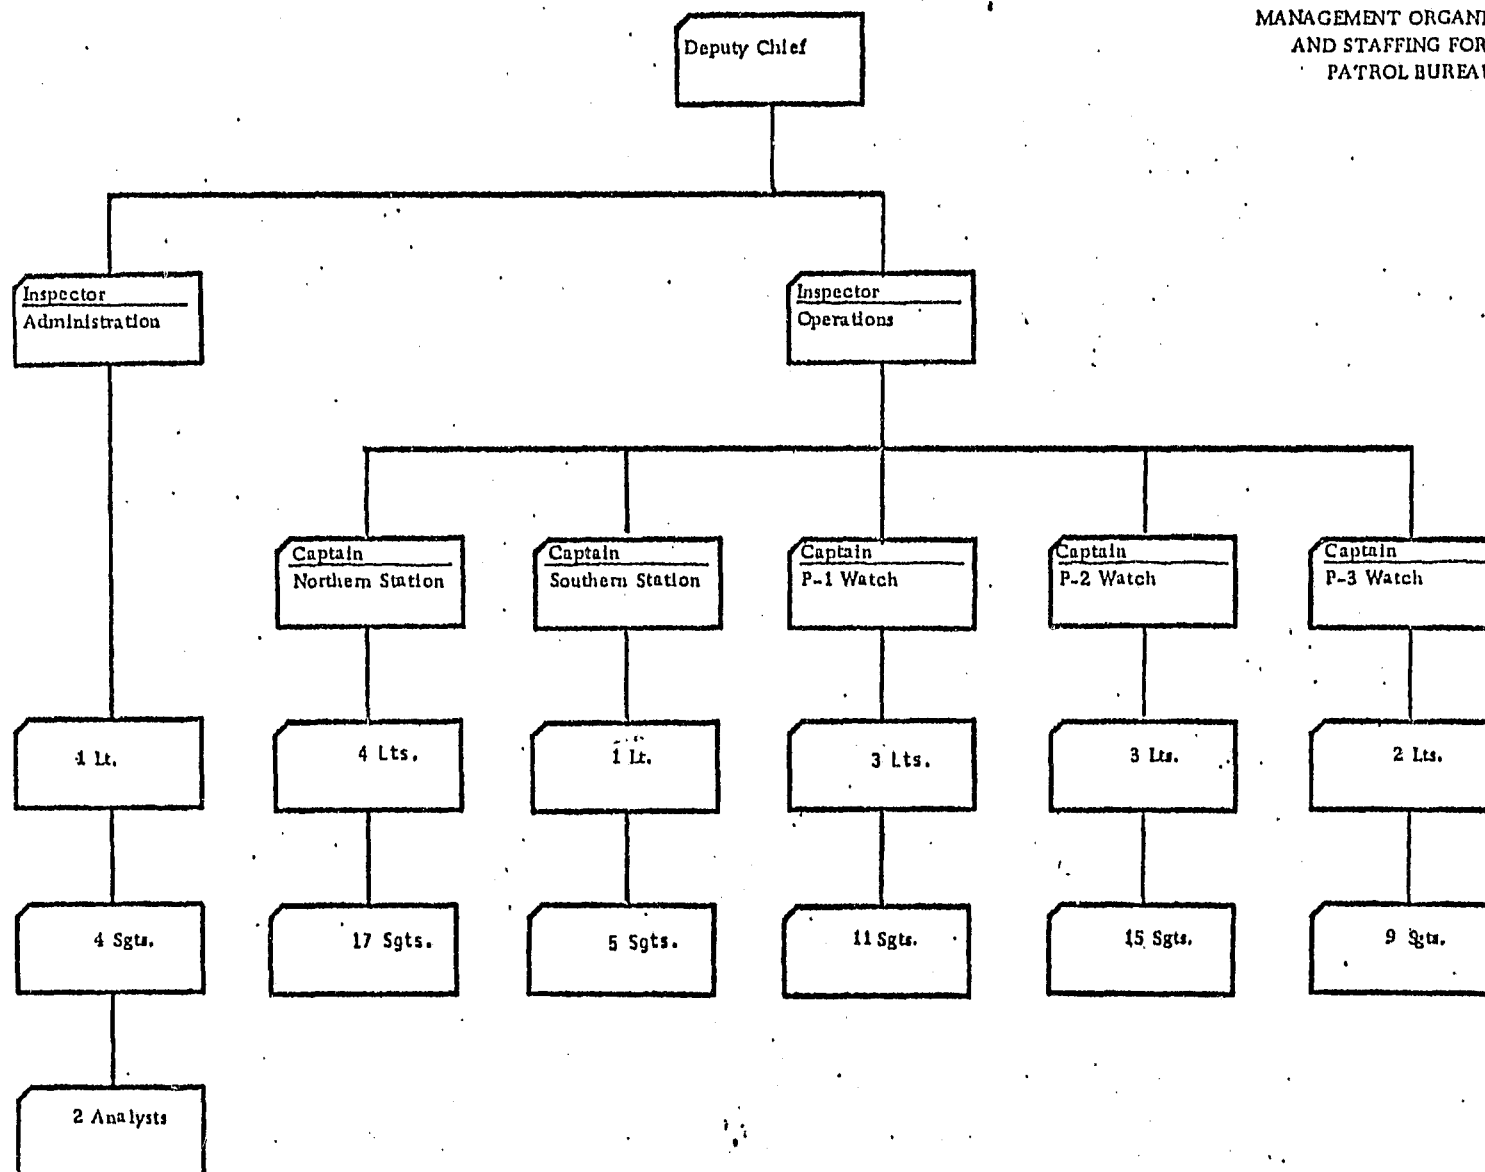 MANAGEMENT ORGANI
AND STAFFING FOR
PATROL BUREAU
Deputy Chief
Inspector
Administration
Inspector
Operations
Captain
Northern Station
Captain
Southern Station
Captain
P-1 Watch
Captain
P-2 Watch
Captain
P-3 Watch
1 Lt.
4 Lts.
1 Lt.
3 Lts.
3 Lts.
2 Lts.
4 Sgts.
17 Sgts.
5 Sgts.
11 Sgts.
15 Sgts.
9 Sgts.
2 Analysts